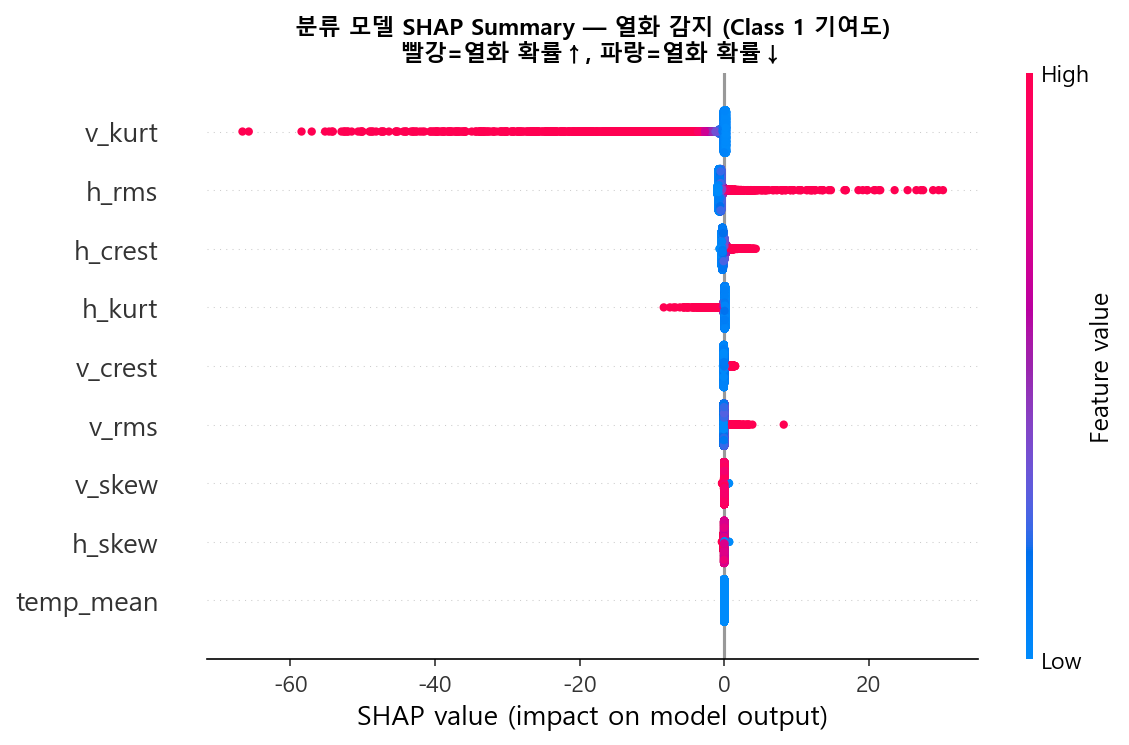 분류 모델 SHAP Summary — 열화 감지 (Class 1 기여도)
빨강=열화 확률↑, 파랑=열화 확률↓
High
v_kurt
h_rms
h_crest
h_kurt
v_crest
v_rms
v_skew
h_skew
temp_mean
Feature value
Low
-60 -40 -20 0 20
SHAP value (impact on model output)